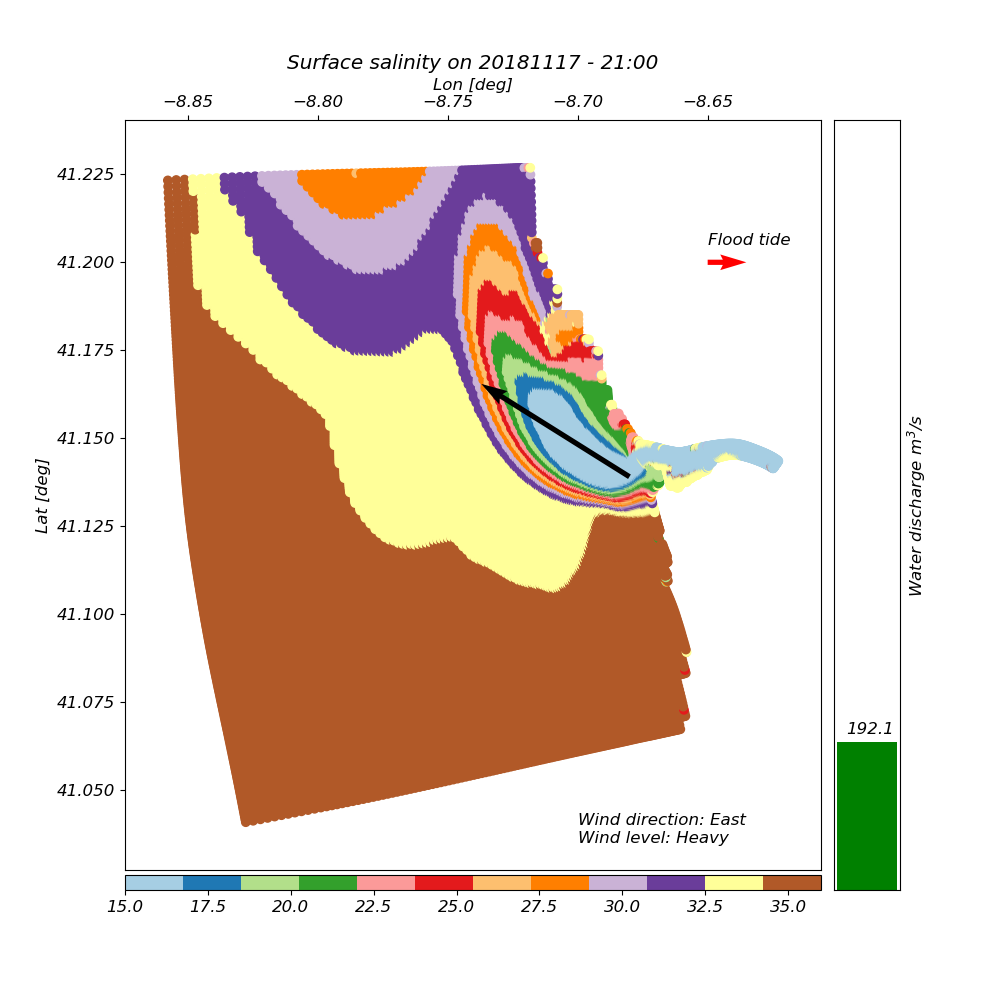 Surface salinity on 20181117 - 21:00
Lon [deg]
−8.85 −8.80 −8.75 −8.70 −8.65
41.225
41.200
41.175
41.150
41.125
41.100
41.075
41.050
Lat [deg]
Flood tide
Wind direction: East
Wind level: Heavy
192.1
Water discharge m³/s
15.0 17.5 20.0 22.5 25.0 27.5 30.0 32.5 35.0